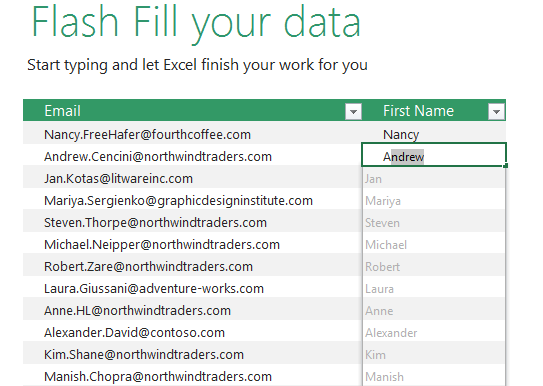 Flash Fill your data
Start typing and let Excel finish your work for you
Email First Name
Nancy.FreeHafer@fourthcoffee.com Nancy
Andrew.Cencini@northwindtraders.com Andrew
Jan.Kotas@litwareinc.com Jan
Mariya.Sergienko@graphicdesigninstitute.com Mariya
Steven.Thorpe@northwindtraders.com Steven
Michael.Neipper@northwindtraders.com Michael
Robert.Zare@northwindtraders.com Robert
Laura.Giussani@adventure-works.com Laura
Anne.HL@northwindtraders.com Anne
Alexander.David@contoso.com Alexander
Kim.Shane@northwindtraders.com Kim
Manish.Chopra@northwindtraders.com Manish